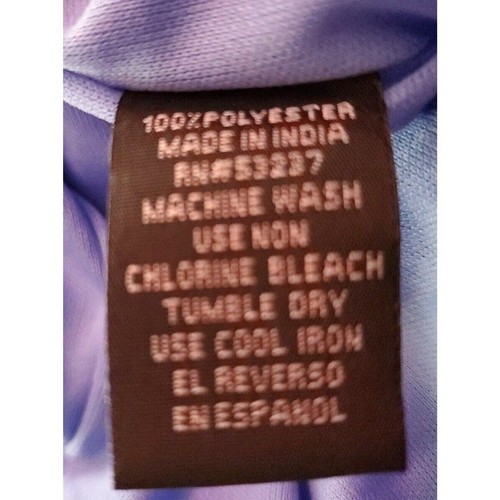 100%POLYESTER
MADE IN INDIA
RN#53237
MACHINE WASH
USE NON
CHLORINE BLEACH
TUMBLE DRY
USE COOL IRON
EL REVERSO
EN ESPANOL